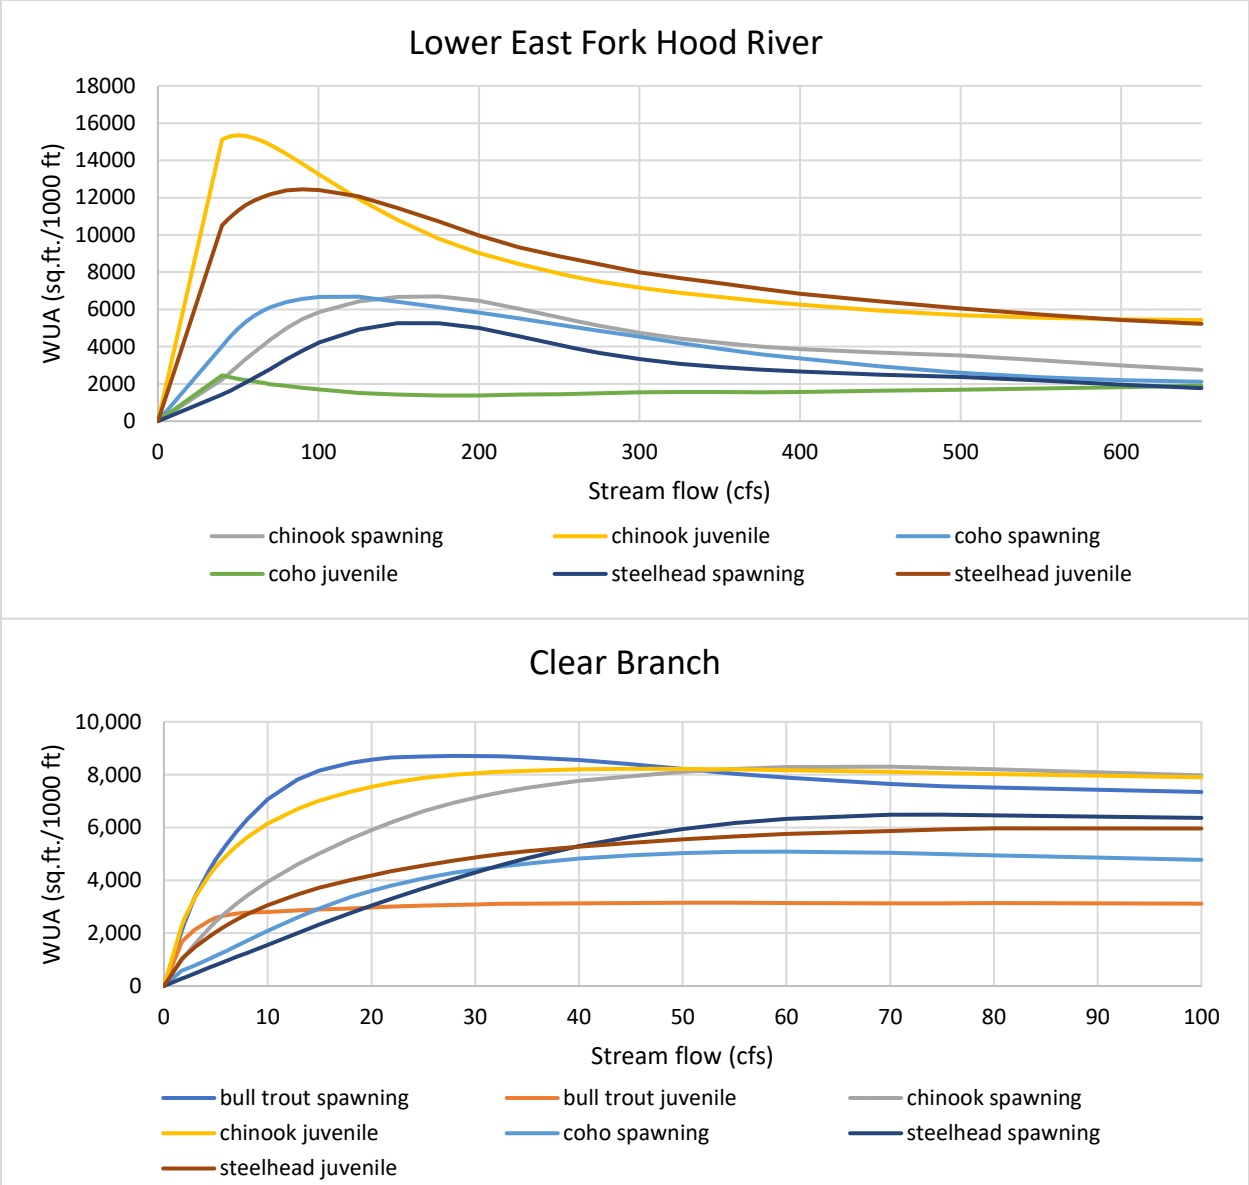 Lower East Fork Hood River
18000
16000
14000
12000
10000
8000
6000
4000
2000
0
WUA (sq.ft./1000 ft)
0 100 200 300 400 500 600
Stream flow (cfs)
chinook spawning chinook juvenile coho spawning
coho juvenile steelhead spawning steelhead juvenile
Clear Branch
10,000
8,000
6,000
4,000
2,000
0
WUA (sq.ft./1000 ft)
0 10 20 30 40 50 60 70 80 90 100
Stream flow (cfs)
bull trout spawning bull trout juvenile chinook spawning
chinook juvenile coho spawning steelhead spawning
steelhead juvenile